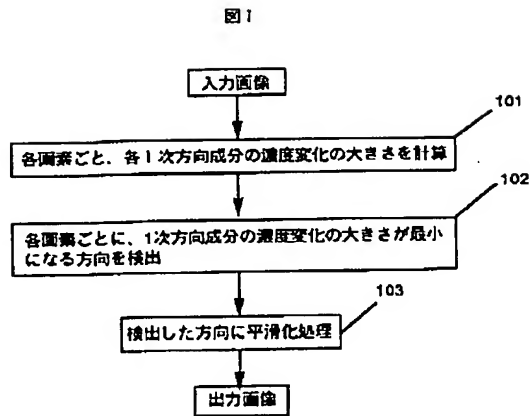 図1
入力画像
101
各画素ごと、各1次方向成分の濃度変化の大きさを計算
102
各画素ごとに、1次方向成分の濃度変化の大きさが最小
になる方向を検出
103
検出した方向に平滑化処理
出力画像